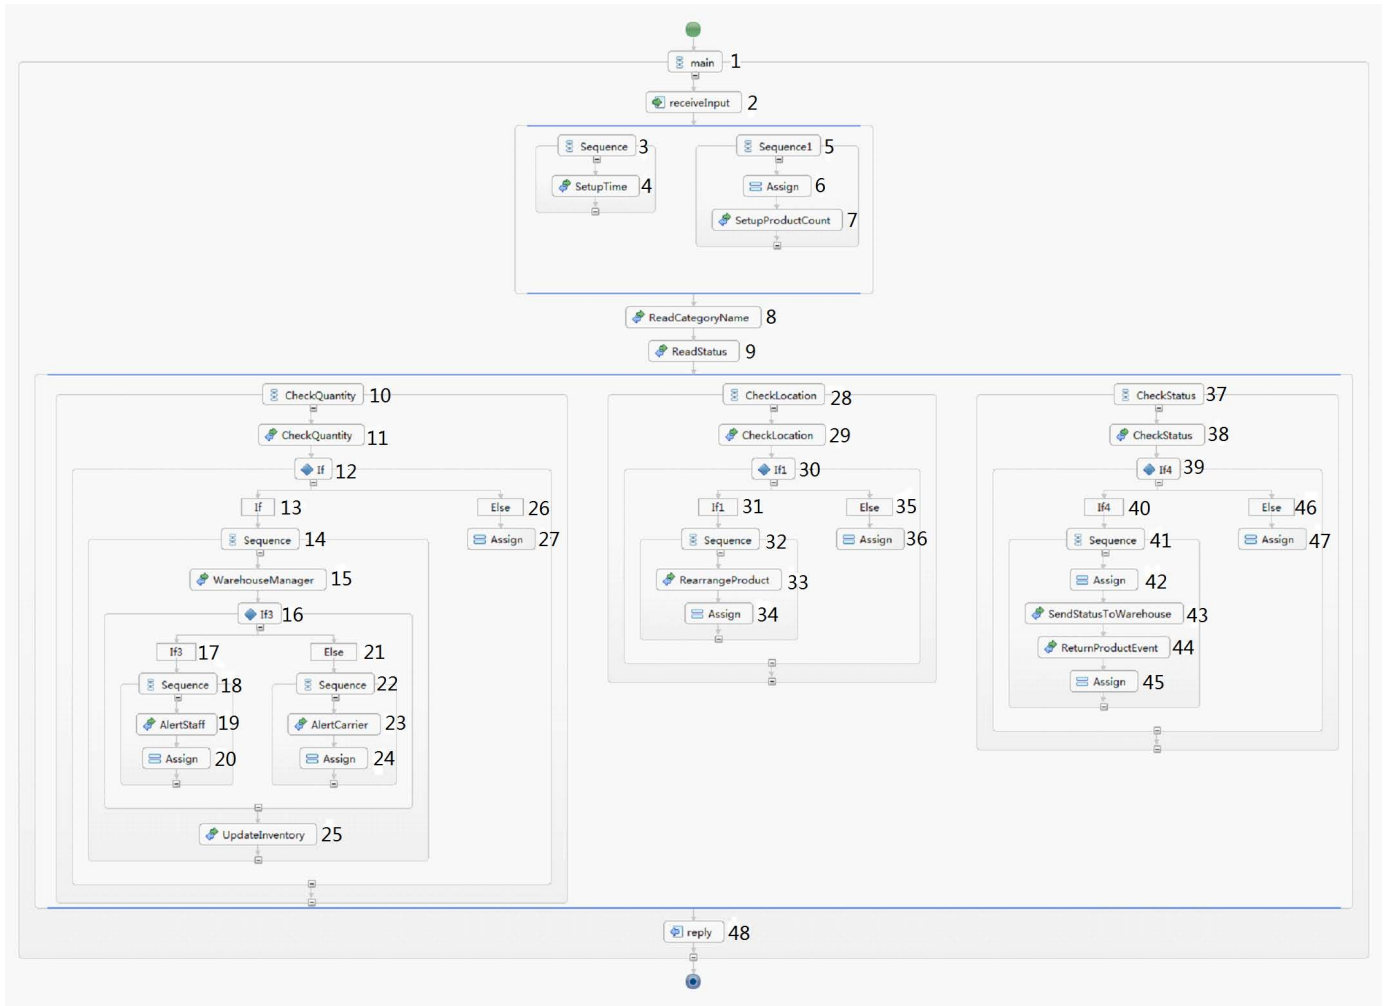 main 1
receiveInput 2
Sequence 3
Sequence1 5
SetupTime 4
Assign 6
SetupProductCount 7
ReadCategoryName 8
ReadStatus 9
CheckQuantity 10
CheckQuantity 11
If 12
If 13
Else 26
Sequence 14
Assign 27
WarehouseManager 15
If3 16
If3 17
Else 21
Sequence 18
Sequence 22
AlertStaff 19
AlertCarrier 23
Assign 20
Assign 24
UpdateInventory 25
CheckLocation 28
CheckLocation 29
If1 30
If1 31
Else 35
Sequence 32
Assign 36
RearrangeProduct 33
Assign 34
CheckStatus 37
CheckStatus 38
If4 39
If4 40
Else 46
Sequence 41
Assign 47
Assign 42
SendStatusToWarehouse 43
ReturnProductEvent 44
Assign 45
reply 48